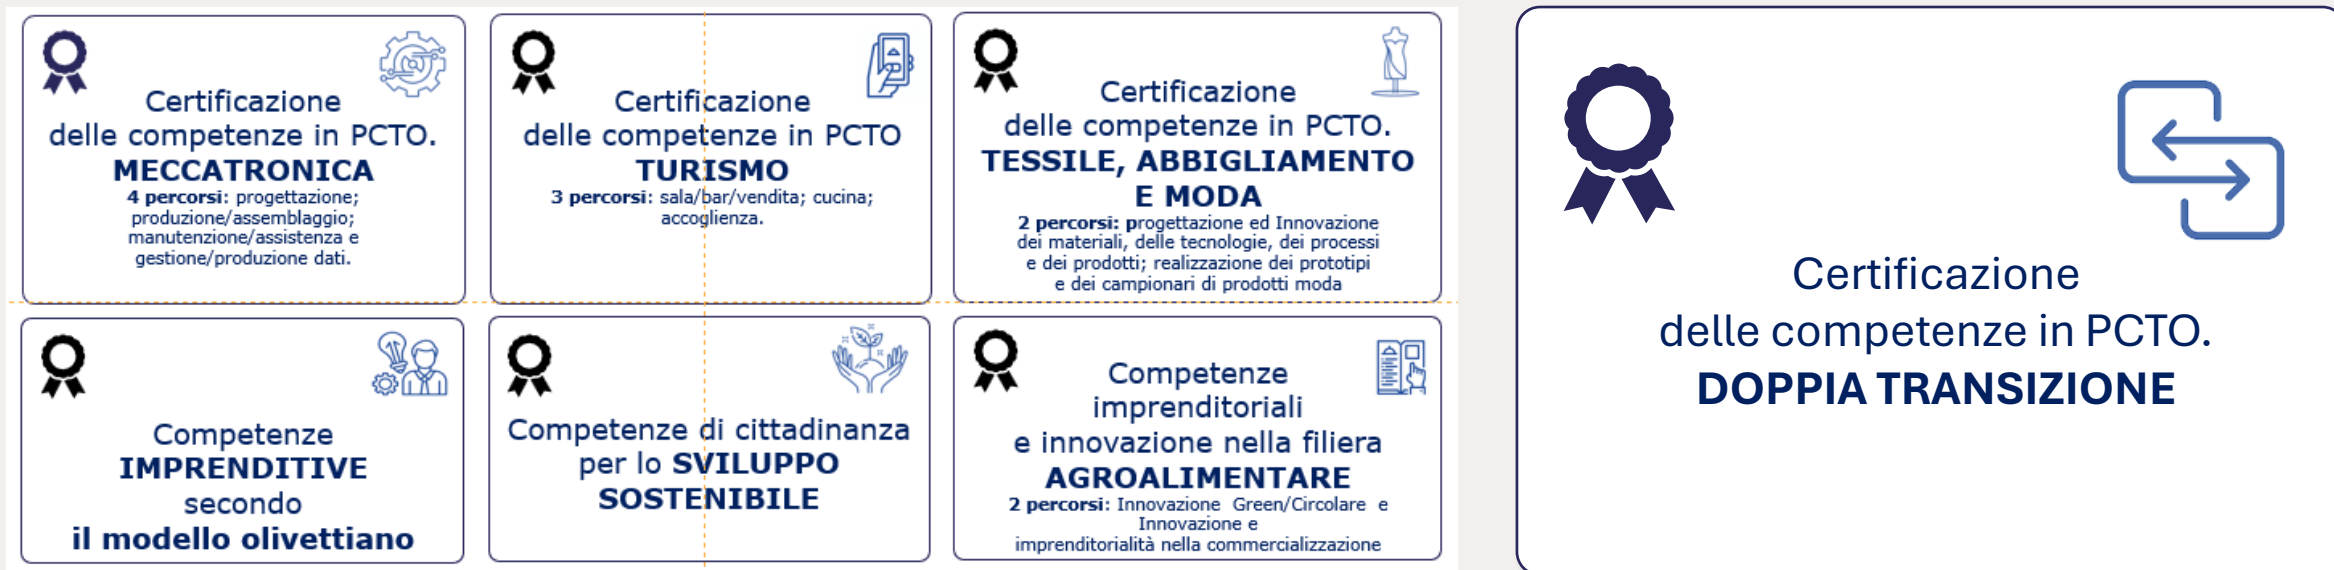 Certificazione
delle competenze in PCTO.
MECCATRONICA
4 percorsi: progettazione;
produzione/assemblaggio;
manutenzione/assistenza e
gestione/produzione dati.
Certificazione
delle competenze in PCTO
TURISMO
3 percorsi: sala/bar/vendita; cucina;
accoglienza.
Certificazione
delle competenze in PCTO.
TESSILE, ABBIGLIAMENTO
E MODA
2 percorsi: progettazione ed Innovazione
dei materiali, delle tecnologie, dei processi
e dei prodotti; realizzazione dei prototipi
e dei campionari di prodotti moda
Competenze
IMPRENDITIVE
secondo
il modello olivettiano
Competenze di cittadinanza
per lo SVILUPPO
SOSTENIBILE
Competenze
imprenditoriali
e innovazione nella filiera
AGROALIMENTARE
2 percorsi: Innovazione Green/Circolare e
Innovazione e
imprenditorialità nella commercializzazione
Certificazione
delle competenze in PCTO.
DOPPIA TRANSIZIONE